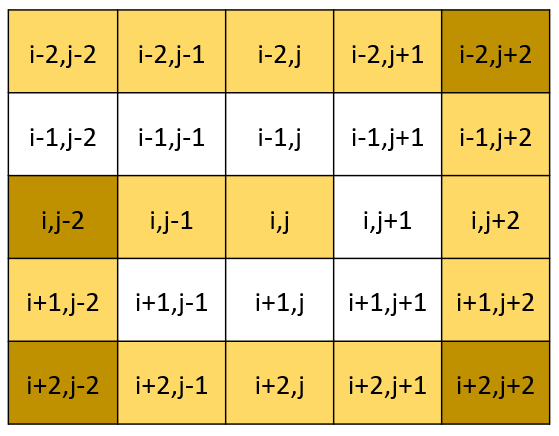 i-2,j-2 i-2,j-1 i-2,j i-2,j+1 i-2,j+2
i-1,j-2 i-1,j-1 i-1,j i-1,j+1 i-1,j+2
i,j-2 i,j-1 i,j i,j+1 i,j+2
i+1,j-2 i+1,j-1 i+1,j i+1,j+1 i+1,j+2
i+2,j-2 i+2,j-1 i+2,j i+2,j+1 i+2,j+2